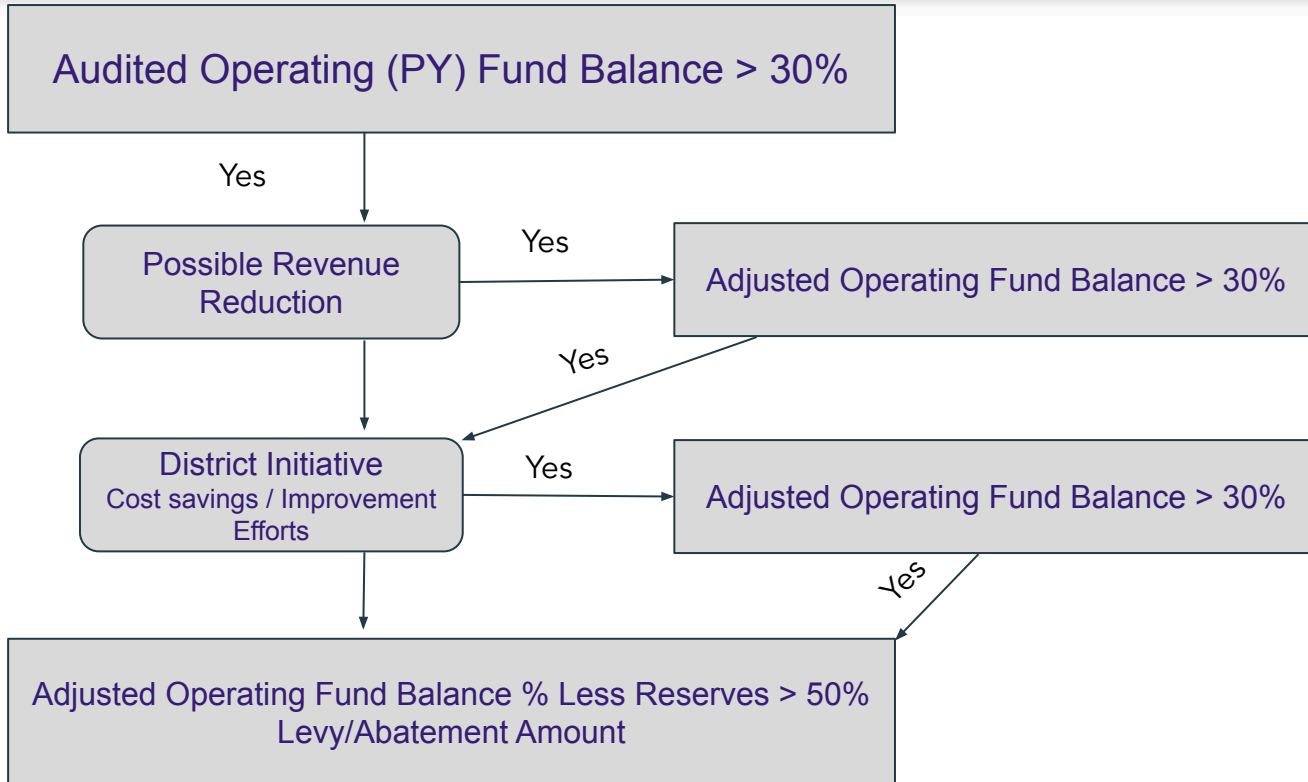 Audited Operating (PY) Fund Balance > 30%
Yes
Possible Revenue
Reduction
Yes
Adjusted Operating Fund Balance > 30%
Yes
District Initiative
Cost savings / Improvement
Efforts
Yes
Adjusted Operating Fund Balance > 30%
Yes
Adjusted Operating Fund Balance % Less Reserves > 50%
Levy/Abatement Amount